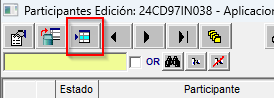 Participantes Edición: 24CD97IN038 - Aplicacion
OR
Estado Participante